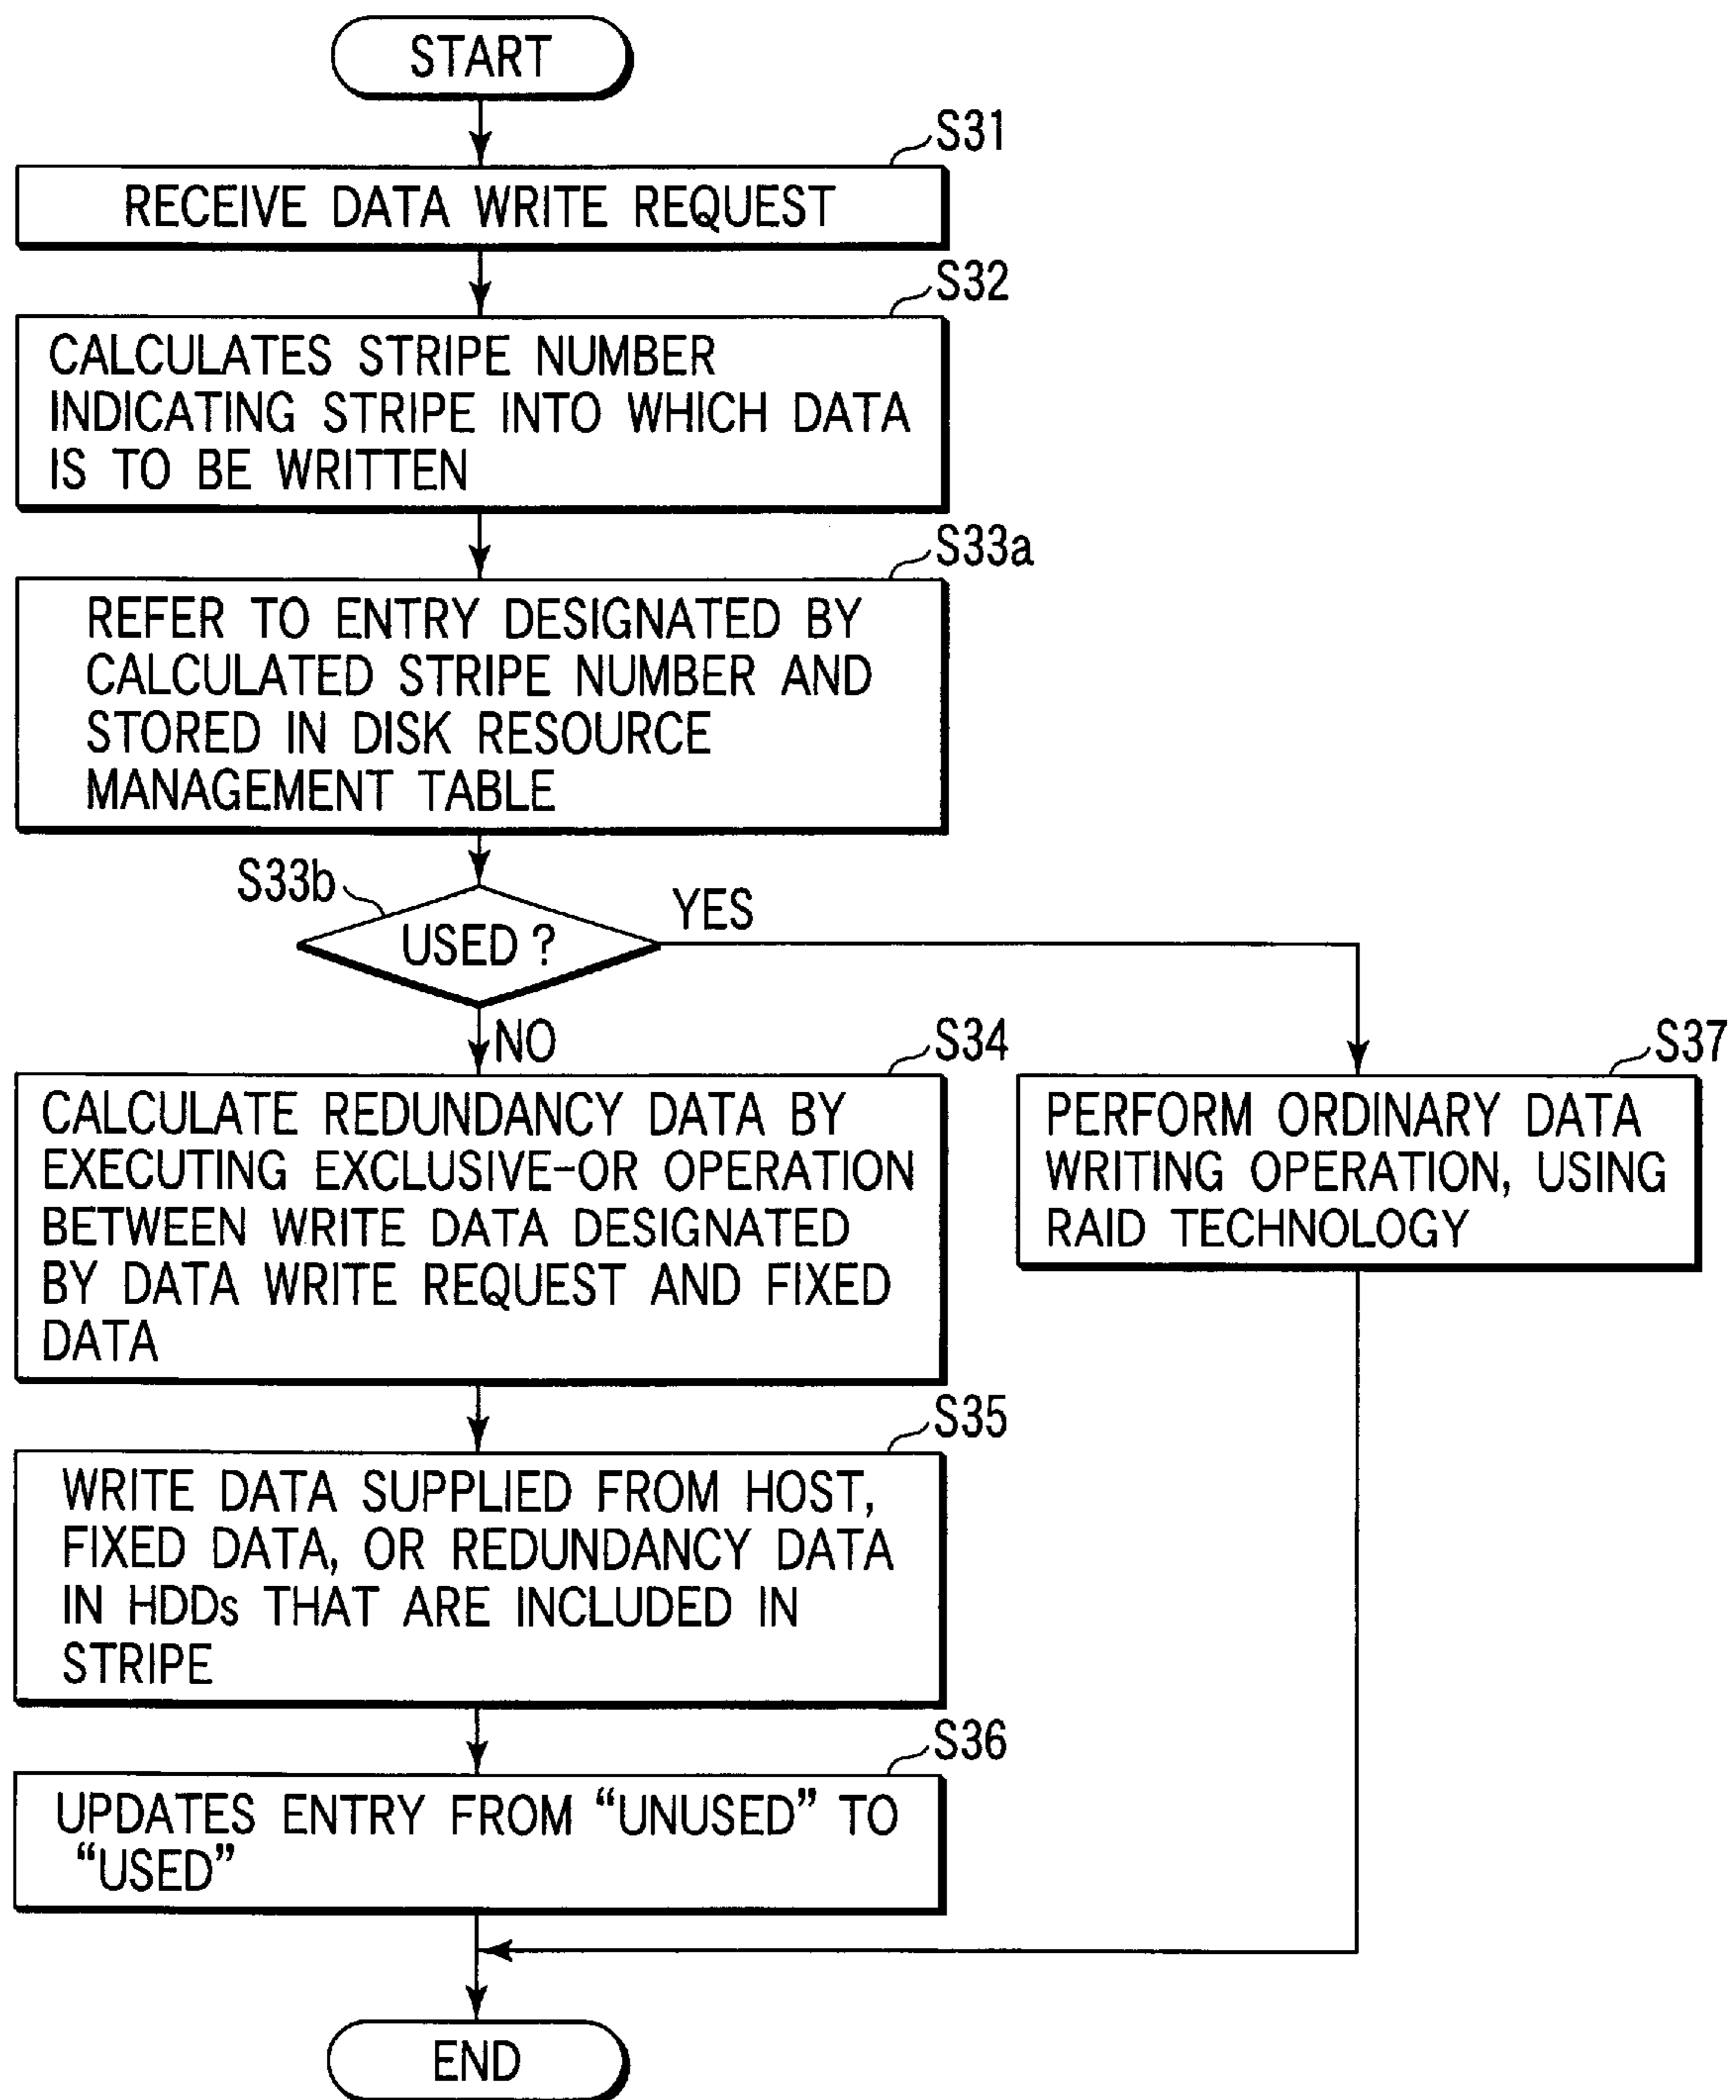 START
S31
RECEIVE DATA WRITE REQUEST
S32
CALCULATES STRIPE NUMBER
INDICATING STRIPE INTO WHICH DATA
IS TO BE WRITTEN
S33a
REFER TO ENTRY DESIGNATED BY
CALCULATED STRIPE NUMBER AND
STORED IN DISK RESOURCE
MANAGEMENT TABLE
S33b
USED ?
YES
NO
S34
CALCULATE REDUNDANCY DATA BY
EXECUTING EXCLUSIVE-OR OPERATION
BETWEEN WRITE DATA DESIGNATED
BY DATA WRITE REQUEST AND FIXED
DATA
S37
PERFORM ORDINARY DATA
WRITING OPERATION, USING
RAID TECHNOLOGY
S35
WRITE DATA SUPPLIED FROM HOST,
FIXED DATA, OR REDUNDANCY DATA
IN HDDs THAT ARE INCLUDED IN
STRIPE
S36
UPDATES ENTRY FROM “UNUSED” TO
“USED”
END